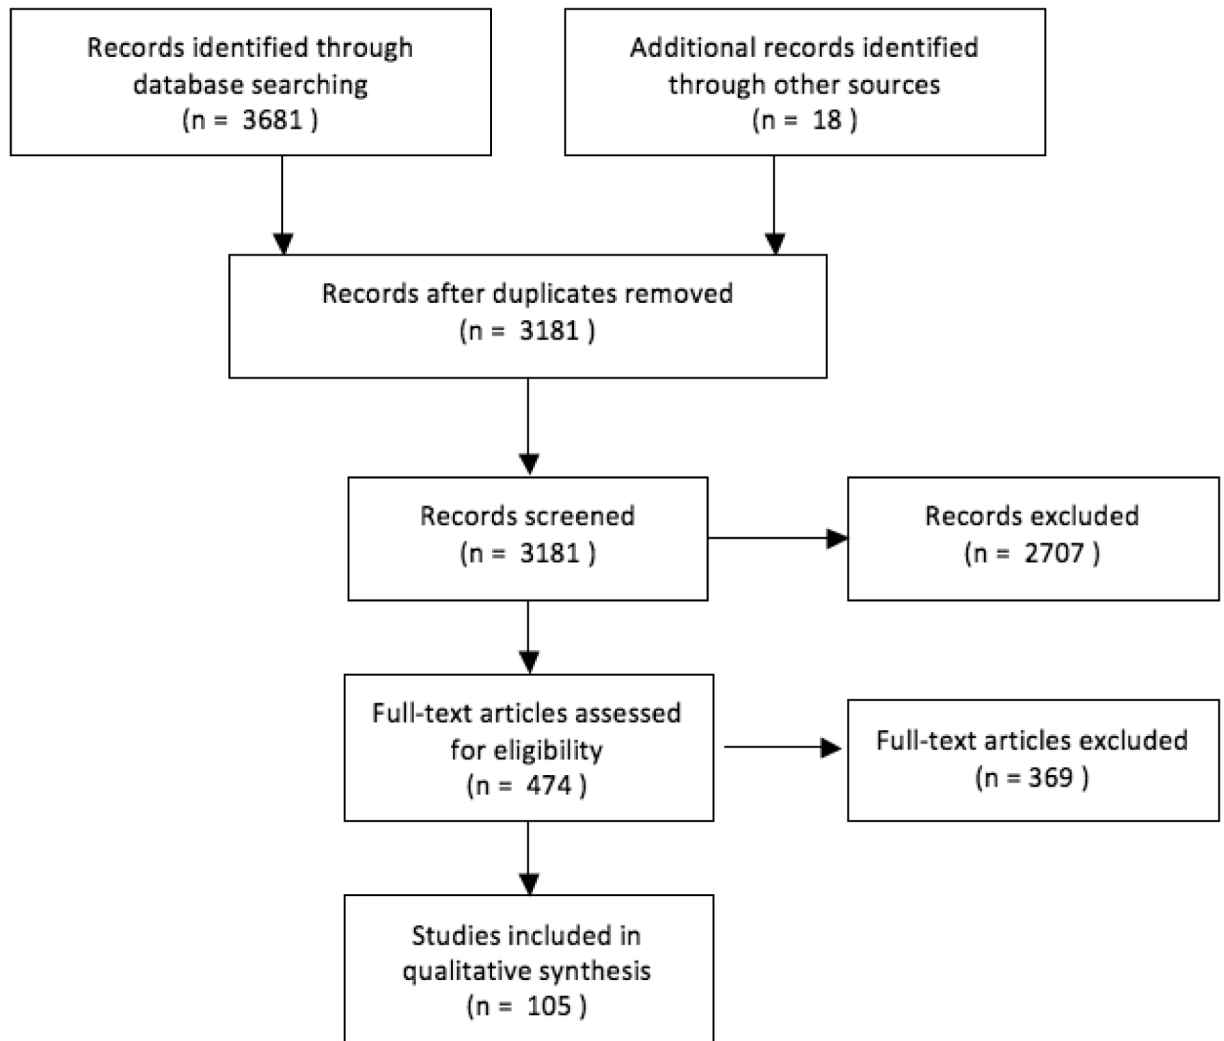 Records identified through
database searching
(n =  3681 )
Additional records identified
through other sources
(n =  18 )
Records after duplicates removed
(n =  3181 )
Records screened
(n =  3181 )
Records excluded
(n =  2707 )
Full-text articles assessed
for eligibility
(n =  474 )
Full-text articles excluded
(n = 369 )
Studies included in
qualitative synthesis
(n =  105 )